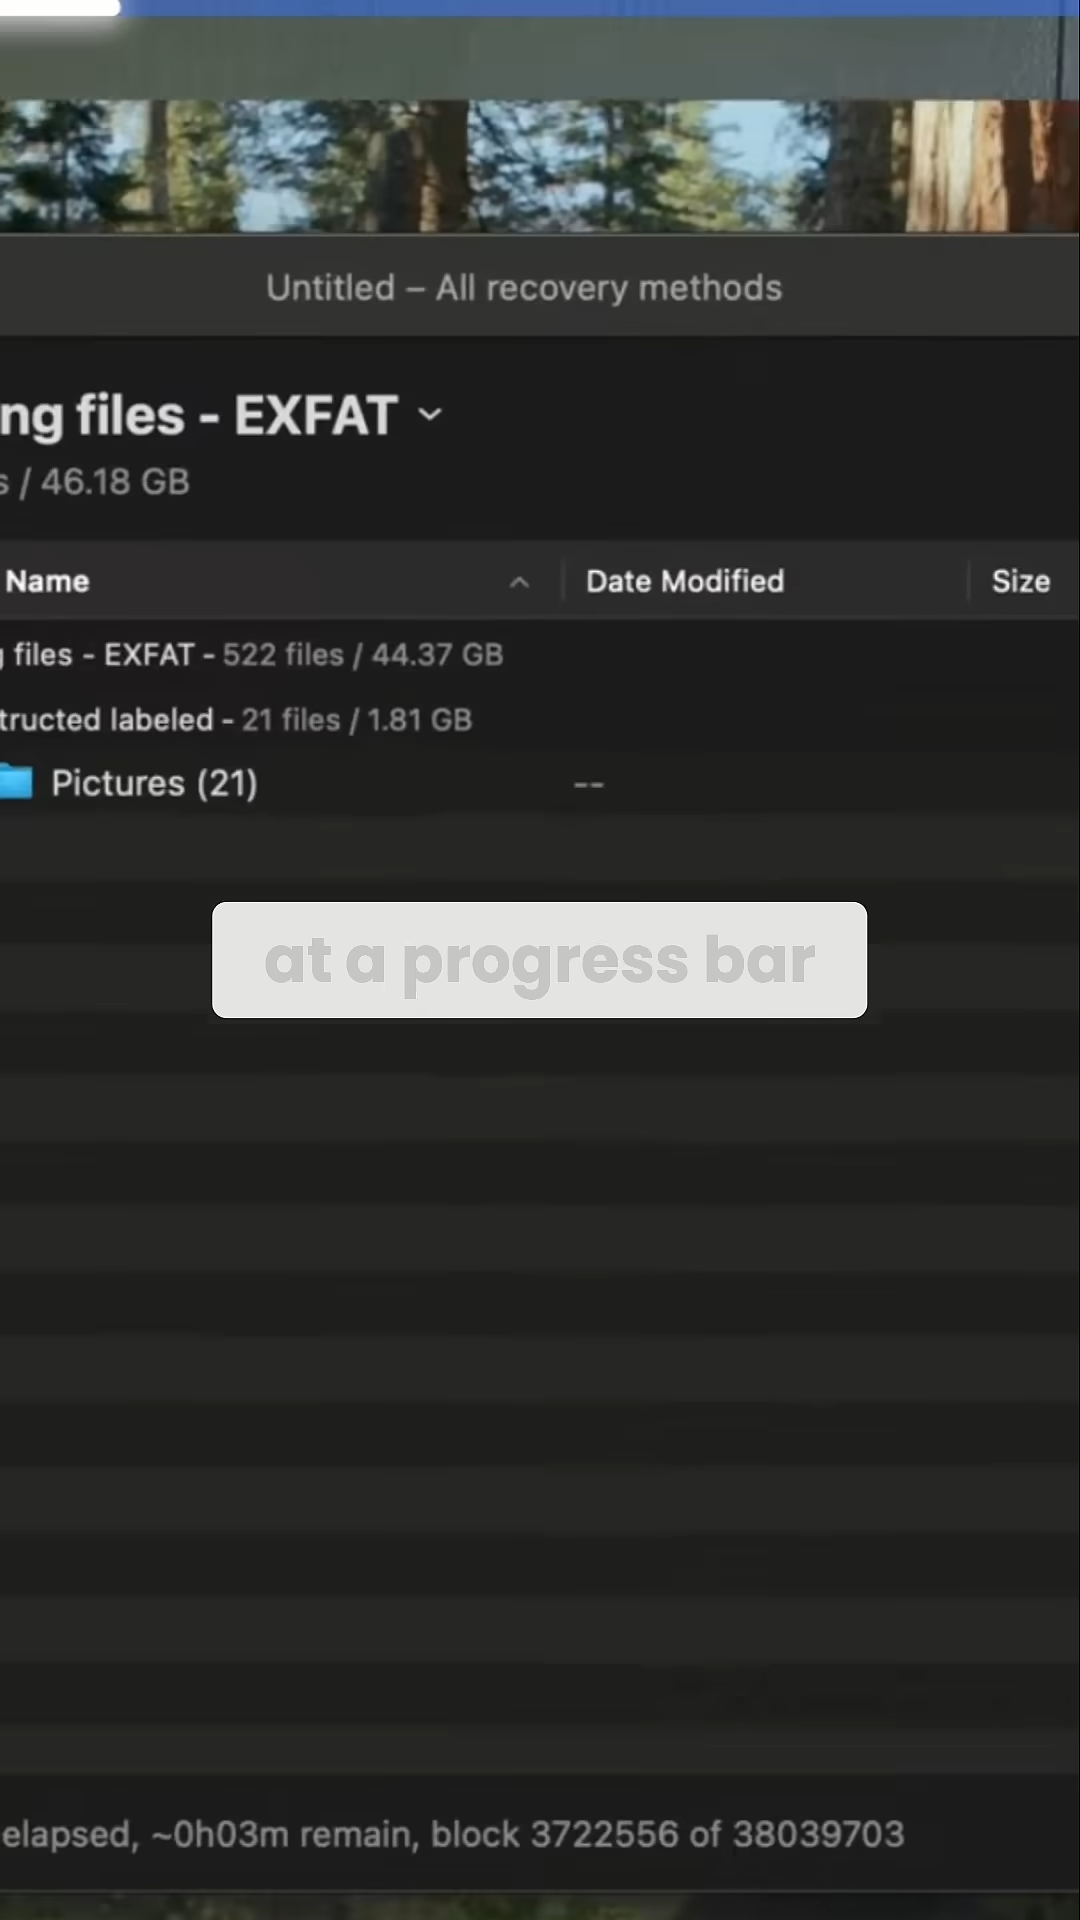 Untitled – All recovery methods
ng files - EXFAT
s / 46.18 GB
Name
Date Modified
Size
g files - EXFAT - 522 files / 44.37 GB
tructed labeled - 21 files / 1.81 GB
Pictures (21)
--
at a progress bar
elapsed, ~0h03m remain, block 3722556 of 38039703